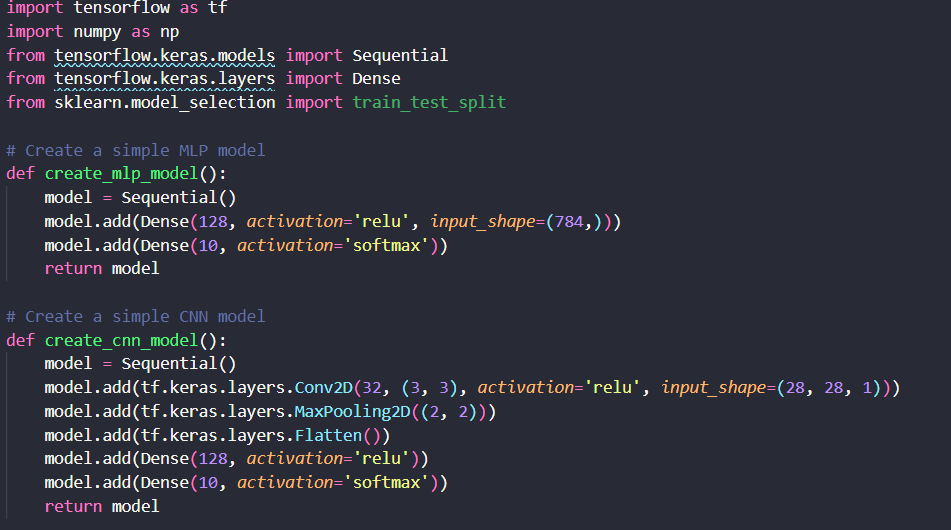 import tensorflow as tf
import numpy as np
from tensorflow.keras.models import Sequential
from tensorflow.keras.layers import Dense
from sklearn.model_selection import train_test_split

# Create a simple MLP model
def create_mlp_model():
    model = Sequential()
    model.add(Dense(128, activation='relu', input_shape=(784,)))
    model.add(Dense(10, activation='softmax'))
    return model

# Create a simple CNN model
def create_cnn_model():
    model = Sequential()
    model.add(tf.keras.layers.Conv2D(32, (3, 3), activation='relu', input_shape=(28, 28, 1)))
    model.add(tf.keras.layers.MaxPooling2D((2, 2)))
    model.add(tf.keras.layers.Flatten())
    model.add(Dense(128, activation='relu'))
    model.add(Dense(10, activation='softmax'))
    return model